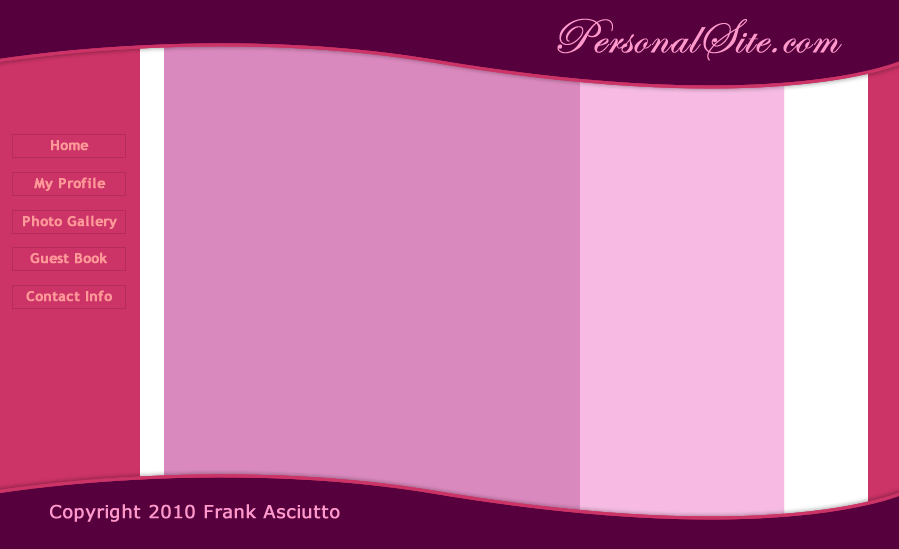 PersonalSite.com
Home
My Profile
Photo Gallery
Guest Book
Contact Info
Copyright 2010 Frank Asciutto